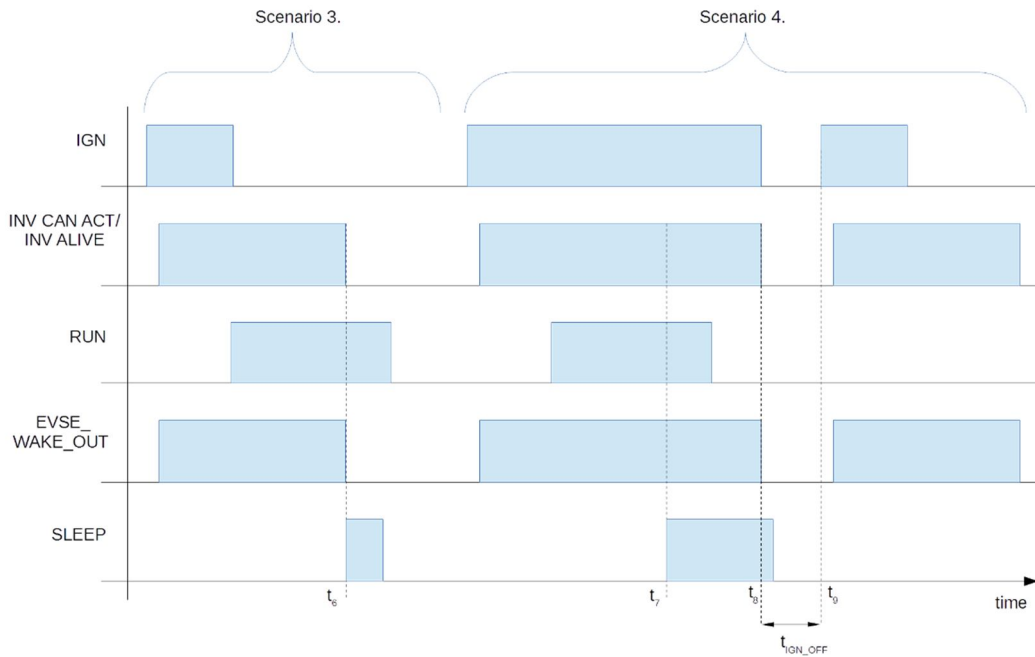 Scenario 3.
Scenario 4.
IGN
INV CAN ACT/
INV ALIVE
RUN
EVSE_
WAKE_OUT
SLEEP
t6
t7
t8
t9
time
tIGN_OFF